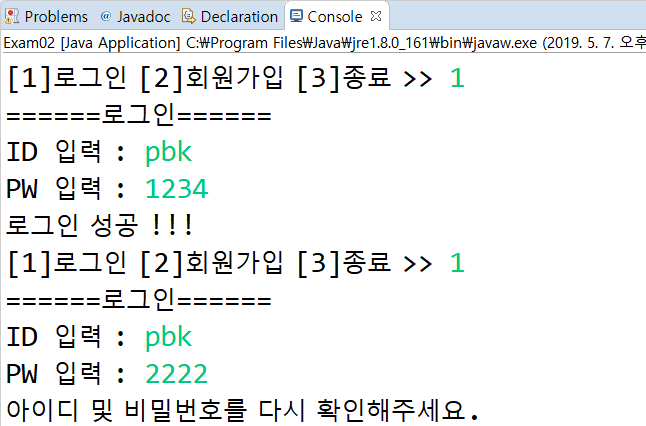 Problems @ Javadoc Declaration Console
Exam02 [Java Application] C:₩Program Files₩Java₩jre1.8.0_161₩bin₩javaw.exe (2019. 5. 7. 오후
[1]로그인 [2]회원가입 [3]종료 >> 1
======로그인======
ID 입력 : pbk
PW 입력 : 1234
로그인 성공 !!!
[1]로그인 [2]회원가입 [3]종료 >> 1
======로그인======
ID 입력 : pbk
PW 입력 : 2222
아이디 및 비밀번호를 다시 확인해주세요.